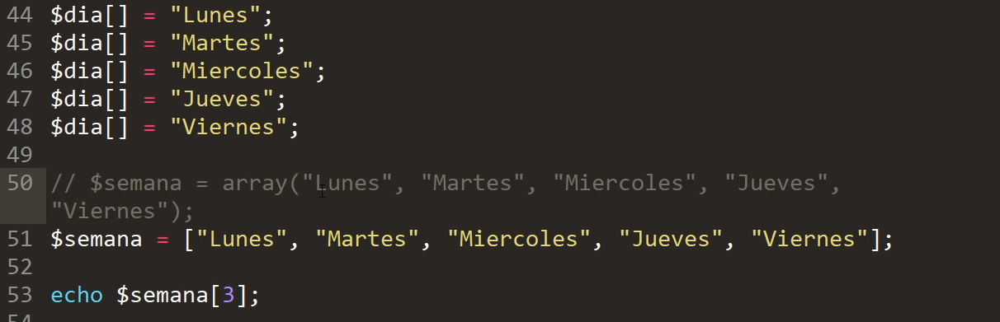 44 $dia[] = "Lunes";
45 $dia[] = "Martes";
46 $dia[] = "Miercoles";
47 $dia[] = "Jueves";
48 $dia[] = "Viernes";
49
50 // $semana = array("Lunes", "Martes", "Miercoles", "Jueves",
"Viernes");
51 $semana = ["Lunes", "Martes", "Miercoles", "Jueves", "Viernes"];
52
53 echo $semana[3];
54